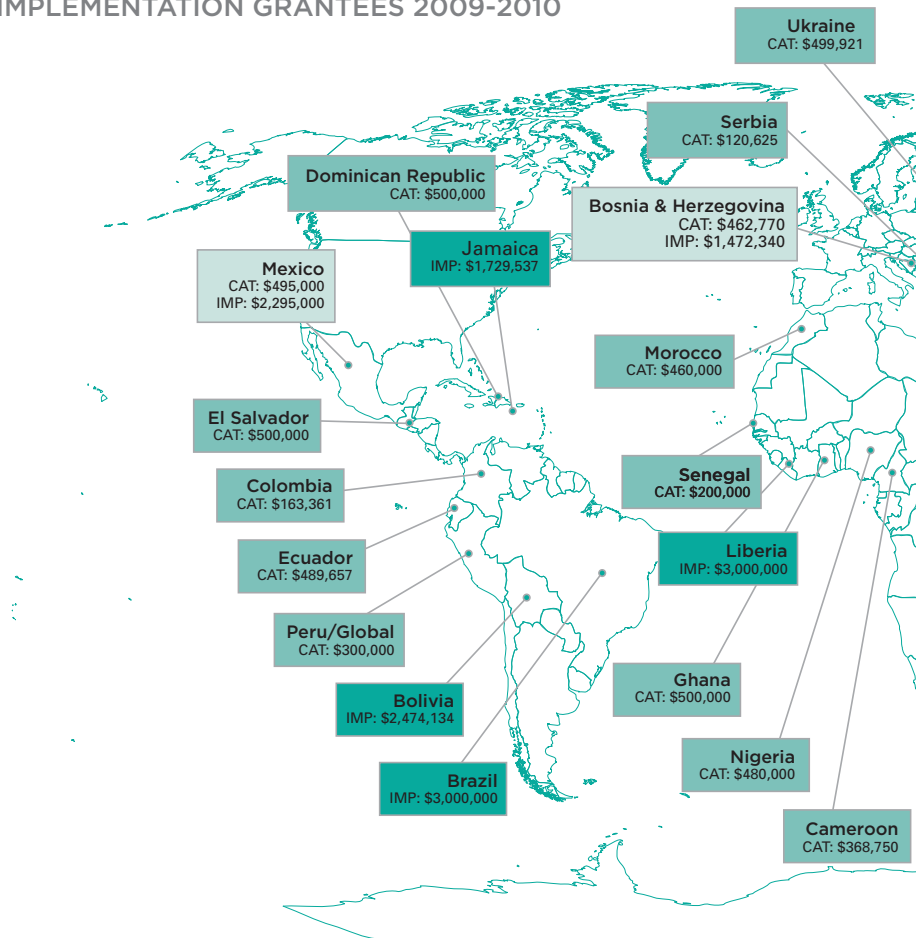 IMPLEMENTATION GRANTEES 2009-2010
Ukraine
CAT: $499,921
Serbia
CAT: $120,625
Dominican Republic
CAT: $500,000
Bosnia & Herzegovina
CAT: $462,770
IMP: $1,472,340
Jamaica
IMP: $1,729,537
Mexico
CAT: $495,000
IMP: $2,295,000
Morocco
CAT: $460,000
El Salvador
CAT: $500,000
Senegal
CAT: $200,000
Colombia
CAT: $163,361
Liberia
IMP: $3,000,000
Ecuador
CAT: $489,657
Peru/Global
CAT: $300,000
Ghana
CAT: $500,000
Bolivia
IMP: $2,474,134
Nigeria
CAT: $480,000
Brazil
IMP: $3,000,000
Cameroon
CAT: $368,750